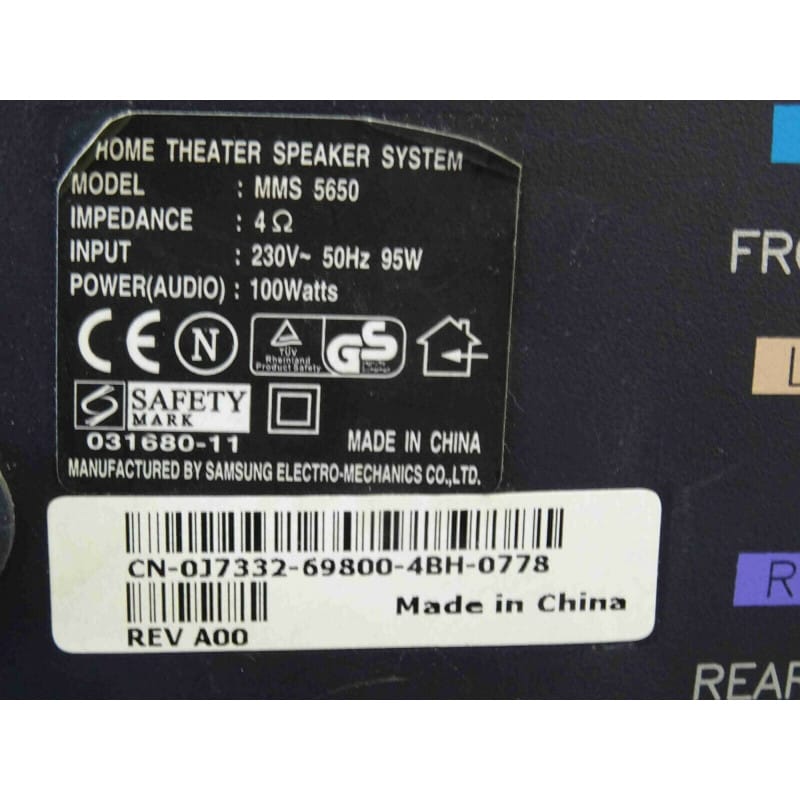 HOME THEATER SPEAKER SYSTEM
MODEL : MMS 5650
IMPEDANCE : 4Ω
INPUT : 230V~ 50Hz 95W
POWER(AUDIO) : 100Watts
CE N TÜV Rheinland Product Safety GS
S SAFETY MARK
031680-11 MADE IN CHINA
MANUFACTURED BY SAMSUNG ELECTRO-MECHANICS CO.,LTD.
CN-0J7332-69800-4BH-0778
Made in China
REV A00
FRO
L
R
REAR